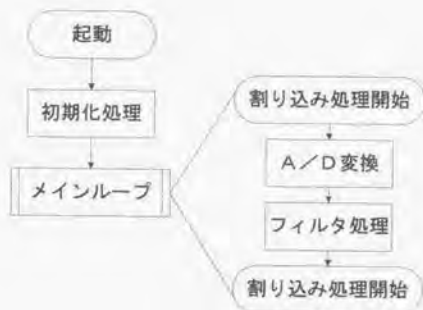 起動
初期化処理
メインループ
割り込み処理開始
A/D変換
フィルタ処理
割り込み処理開始